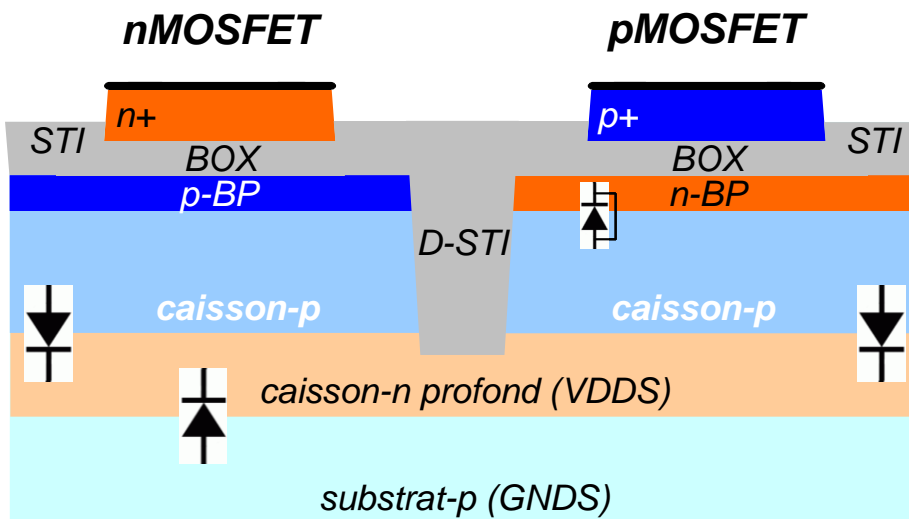 nMOSFET
pMOSFET
n+
p+
STI
BOX
BOX
STI
p-BP
n-BP
D-STI
caisson-p
caisson-p
caisson-n profond (VDDS)
substrat-p (GNDS)